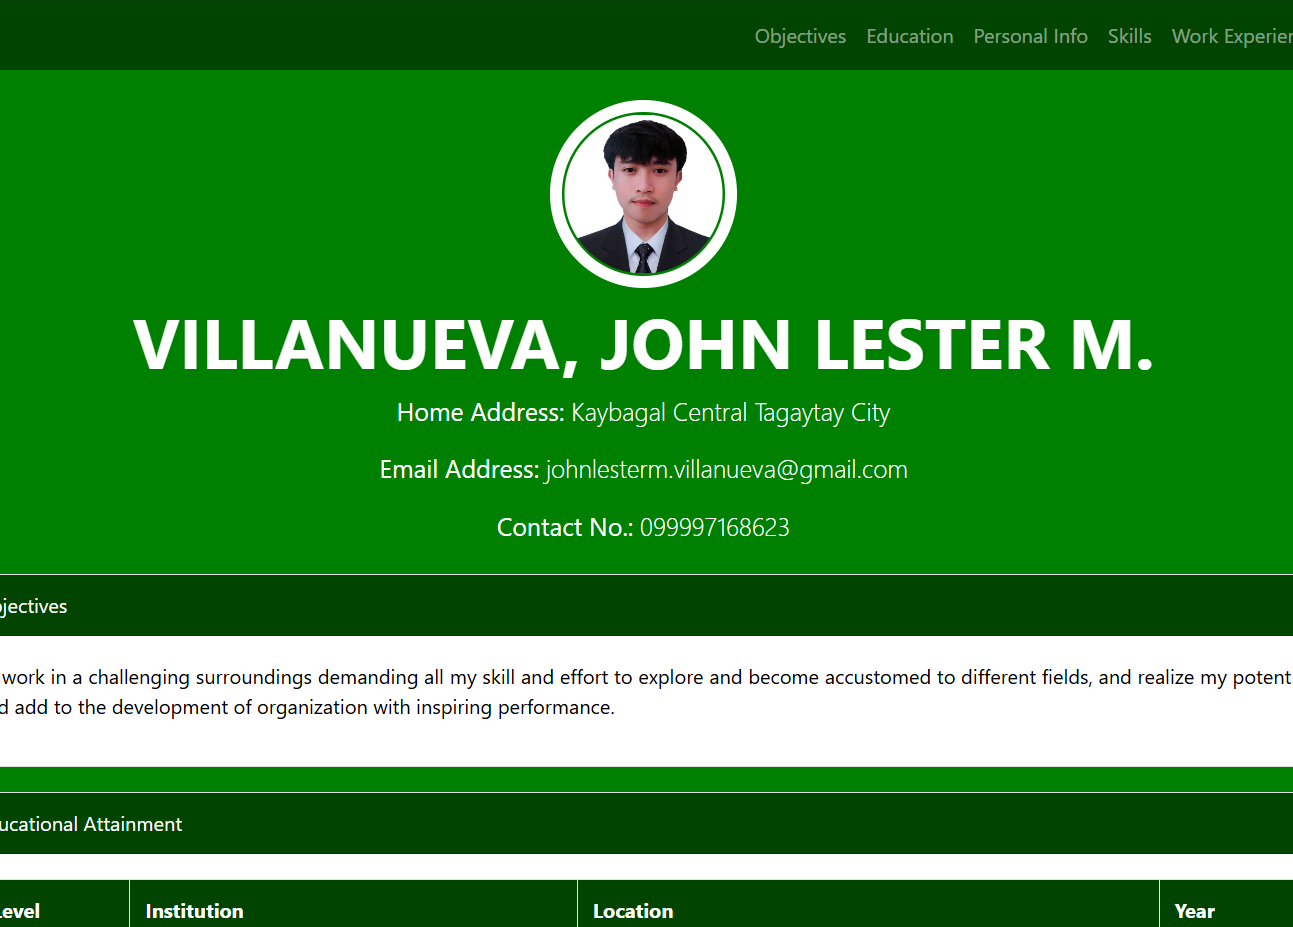 Objectives Education Personal Info Skills Work Experien
VILLANUEVA, JOHN LESTER M.
Home Address: Kaybagal Central Tagaytay City
Email Address: johnlesterm.villanueva@gmail.com
Contact No.: 099997168623
jectives
work in a challenging surroundings demanding all my skill and effort to explore and become accustomed to different fields, and realize my potent
d add to the development of organization with inspiring performance.
ucational Attainment
Level Institution Location Year